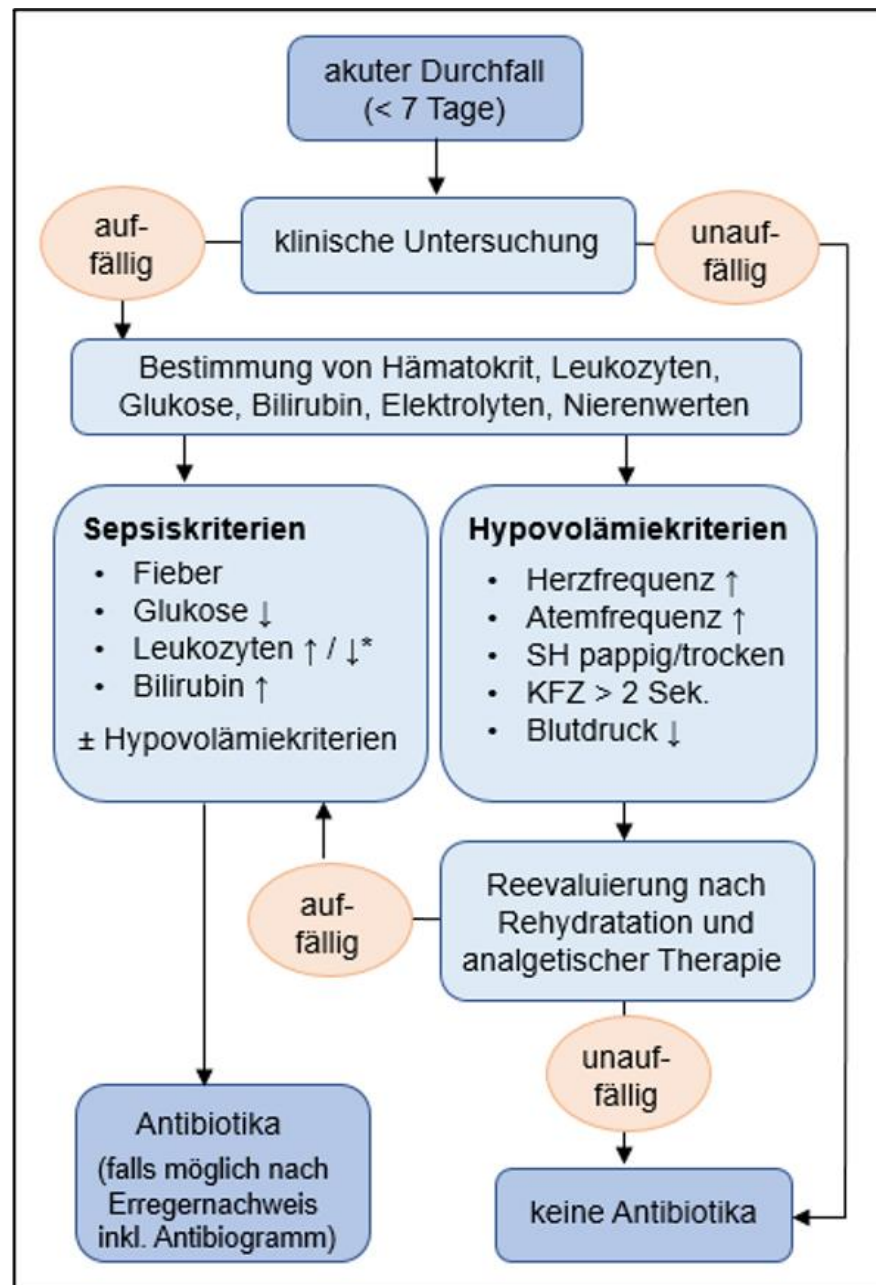 akuter Durchfall
(< 7 Tage)
auf-
fällig
klinische Untersuchung
unauf-
fällig
Bestimmung von Hämatokrit, Leukozyten,
Glukose, Bilirubin, Elektrolyten, Nierenwerten
Sepsiskriterien
• Fieber
• Glukose ↓
• Leukozyten ↑ / ↓*
• Bilirubin ↑
± Hypovolämiekriterien
Hypovolämiekriterien
• Herzfrequenz ↑
• Atemfrequenz ↑
• SH pappig/trocken
• KFZ > 2 Sek.
• Blutdruck ↓
auf-
fällig
Reevaluierung nach
Rehydratation und
analgetischer Therapie
unauf-
fällig
Antibiotika
(falls möglich nach
Erregernachweis
inkl. Antibiogramm)
keine Antibiotika